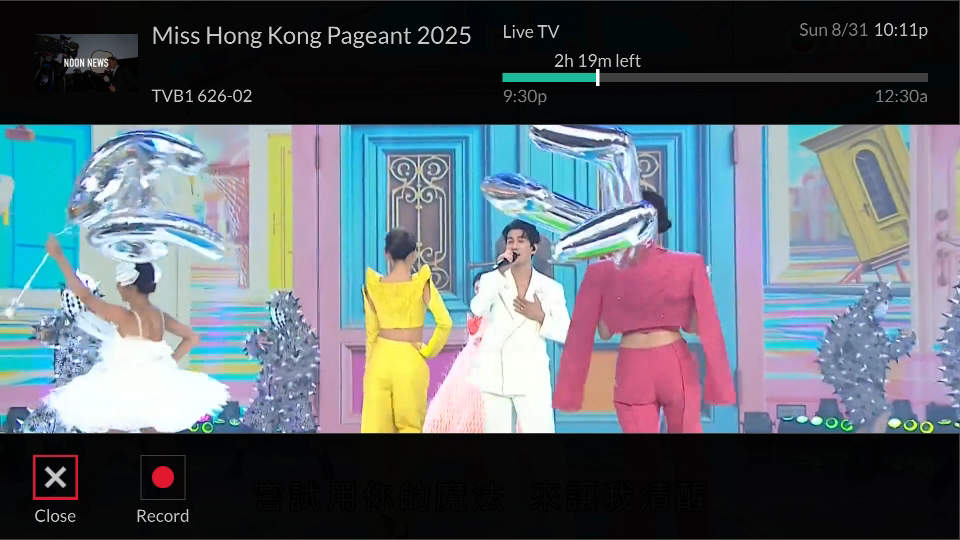 Miss Hong Kong Pageant 2025
NOON NEWS
TVB1 626-02
Live TV
Sun 8/31 10:11p
2h 19m left
9:30p
12:30a
Close
Record
嘗試用你的魔法 來讓我清醒